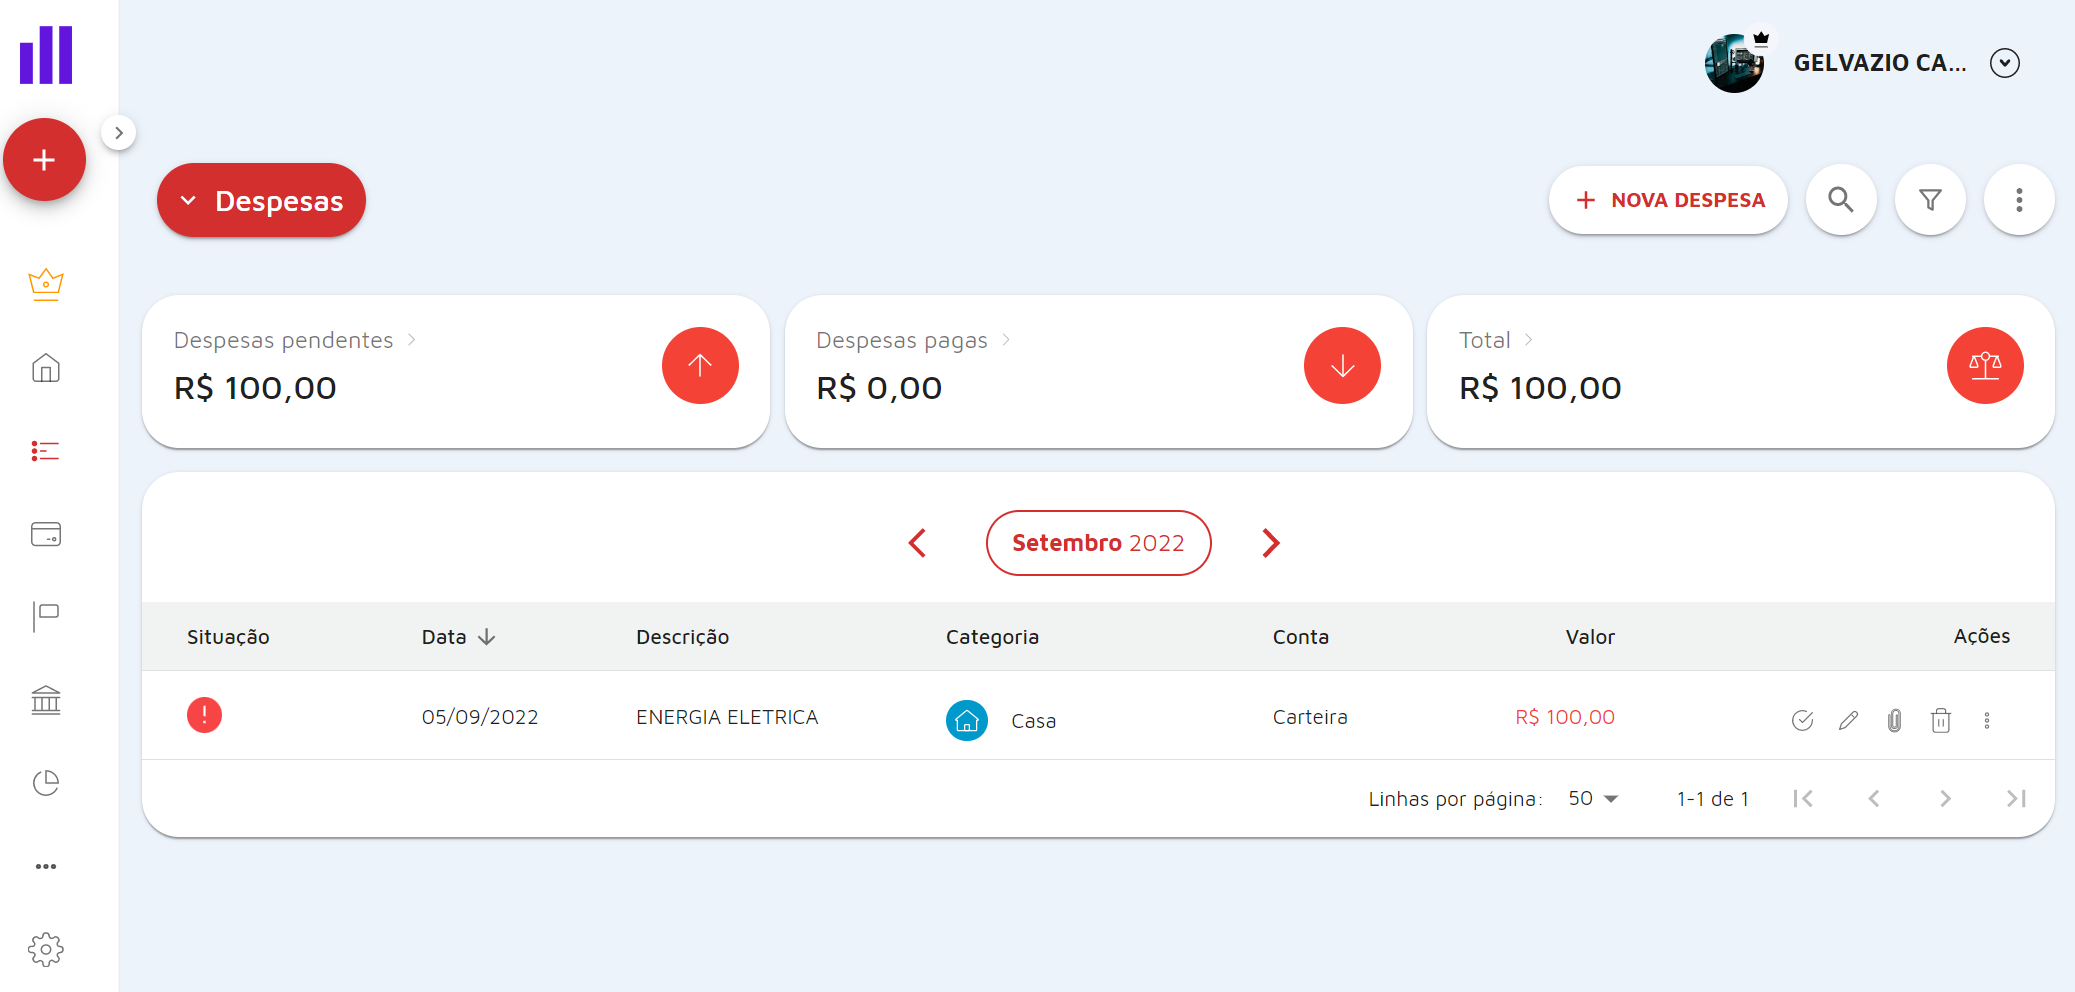 GELVAZIO CA...
Despesas
NOVA DESPESA
Despesas pendentes
R$ 100,00
Despesas pagas
R$ 0,00
Total
R$ 100,00
Setembro 2022
Situação Data Descrição Categoria Conta Valor Ações
05/09/2022 ENERGIA ELETRICA Casa Carteira R$ 100,00
Linhas por página: 50 1-1 de 1